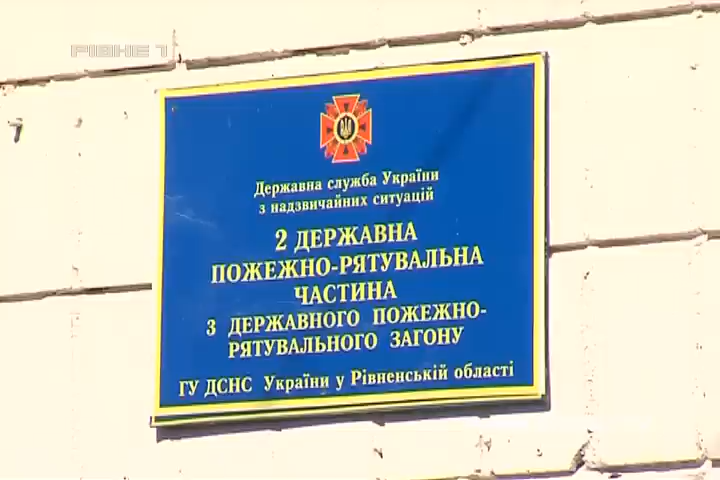 РІВНЕ 1
Державна служба України
з надзвичайних ситуацій
2 ДЕРЖАВНА
ПОЖЕЖНО-РЯТУВАЛЬНА
ЧАСТИНА
3 ДЕРЖАВНОГО ПОЖЕЖНО-
РЯТУВАЛЬНОГО ЗАГОНУ
ГУ ДСНС України у Рівненській області